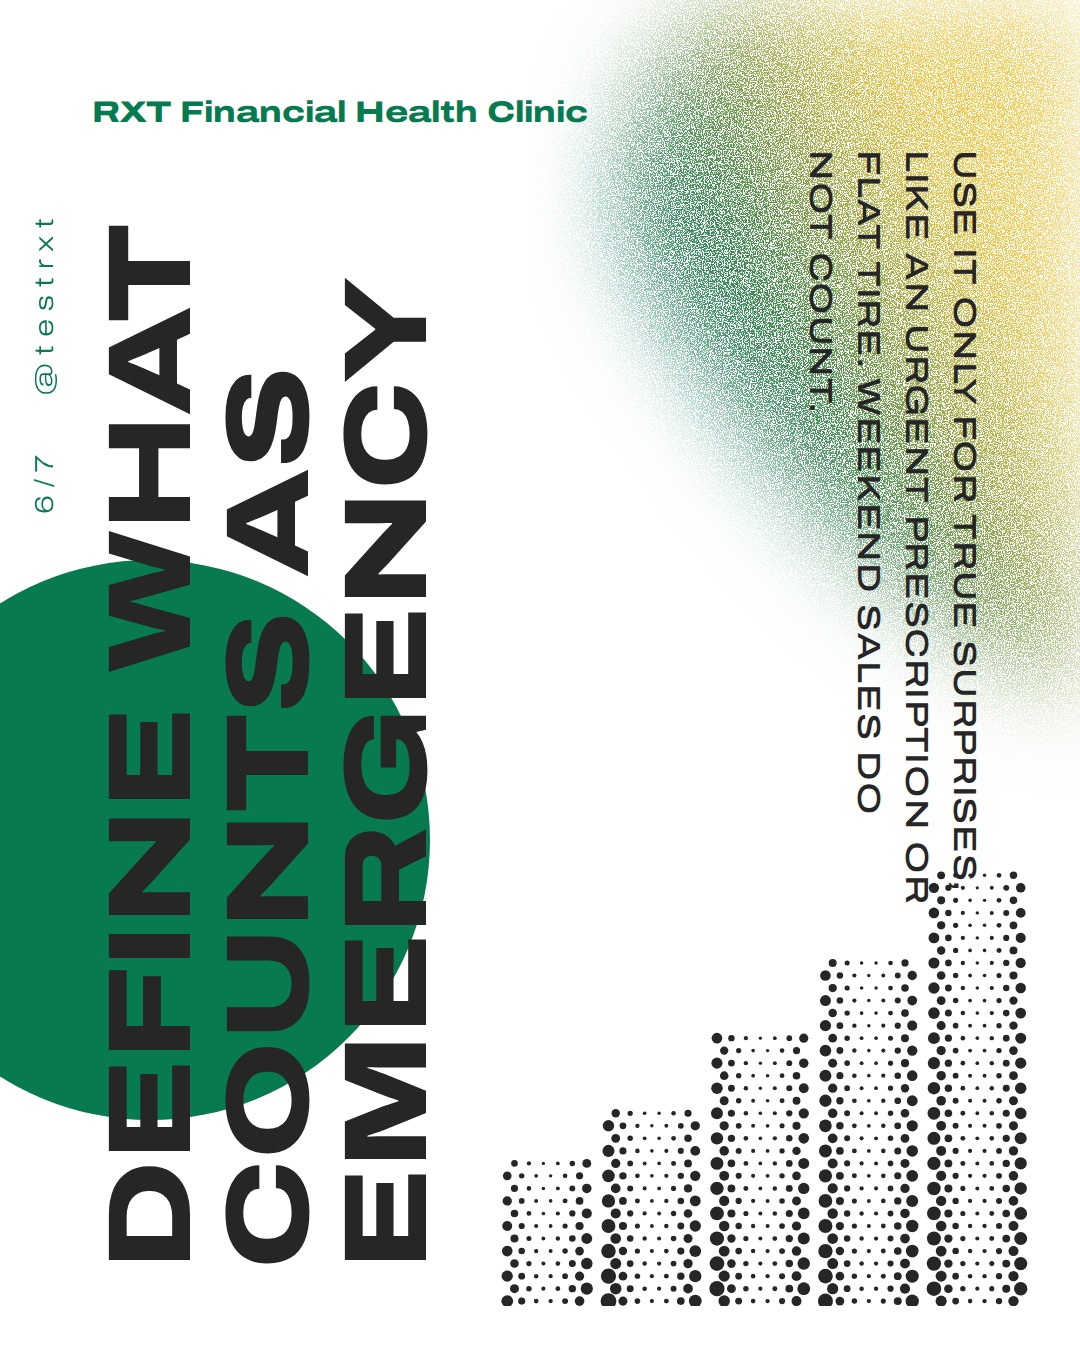 RXT Financial Health Clinic
6/7 @testrxt
DEFINE WHAT
COUNTS AS
EMERGENCY
USE IT ONLY FOR TRUE SURPRISES,
LIKE AN URGENT PRESCRIPTION OR
FLAT TIRE. WEEKEND SALES DO
NOT COUNT.